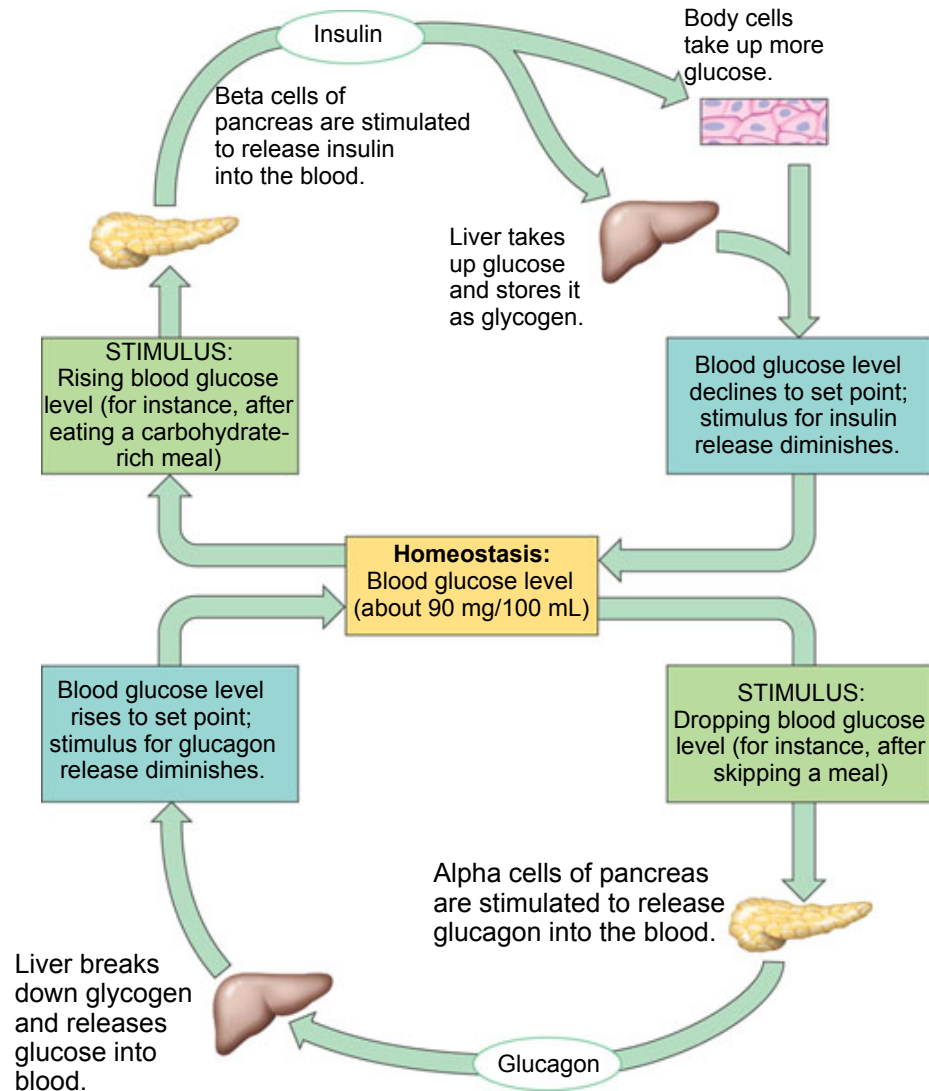 Insulin
Body cells
take up more
glucose.
Beta cells of
pancreas are stimulated
to release insulin
into the blood.
Liver takes
up glucose
and stores it
as glycogen.
STIMULUS:
Rising blood glucose
level (for instance, after
eating a carbohydrate-
rich meal)
Blood glucose level
declines to set point;
stimulus for insulin
release diminishes.
Homeostasis:
Blood glucose level
(about 90 mg/100 mL)
Blood glucose level
rises to set point;
stimulus for glucagon
release diminishes.
STIMULUS:
Dropping blood glucose
level (for instance, after
skipping a meal)
Alpha cells of pancreas
are stimulated to release
glucagon into the blood.
Liver breaks
down glycogen
and releases
glucose into
blood.
Glucagon